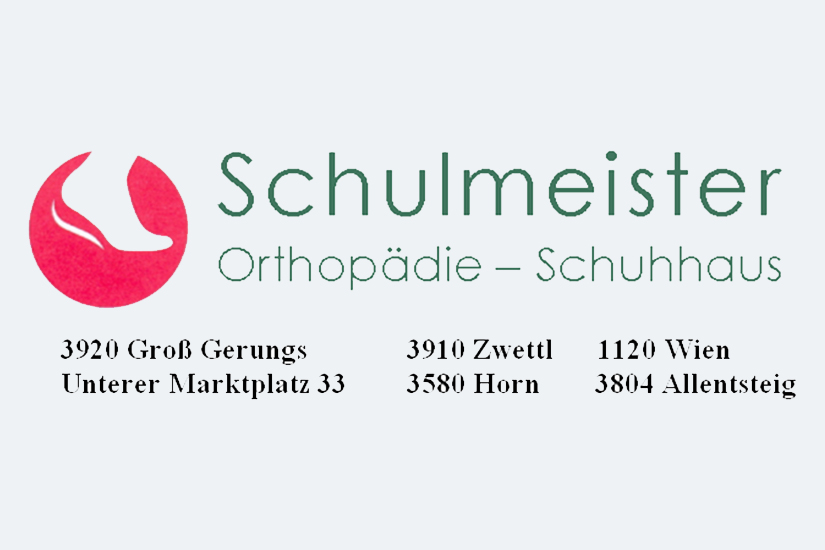 Schulmeister
Orthopädie – Schuhhaus
3920 Groß Gerungs 3910 Zwettl 1120 Wien
Unterer Marktplatz 33 3580 Horn 3804 Allentsteig